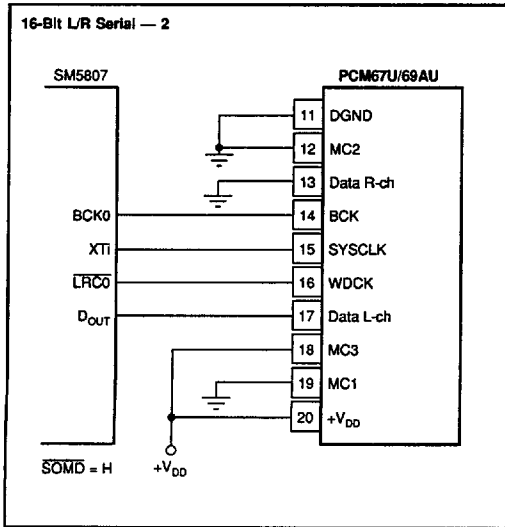 16-Bit L/R Serial — 2
SM5807
PCM67U/69AU
11 DGND
12 MC2
13 Data R-ch
BCK0 14 BCK
XTi 15 SYSCLK
LRC0 16 WDCK
DOUT 17 Data L-ch
18 MC3
19 MC1
20 +VDD
SOMD = H
+VDD